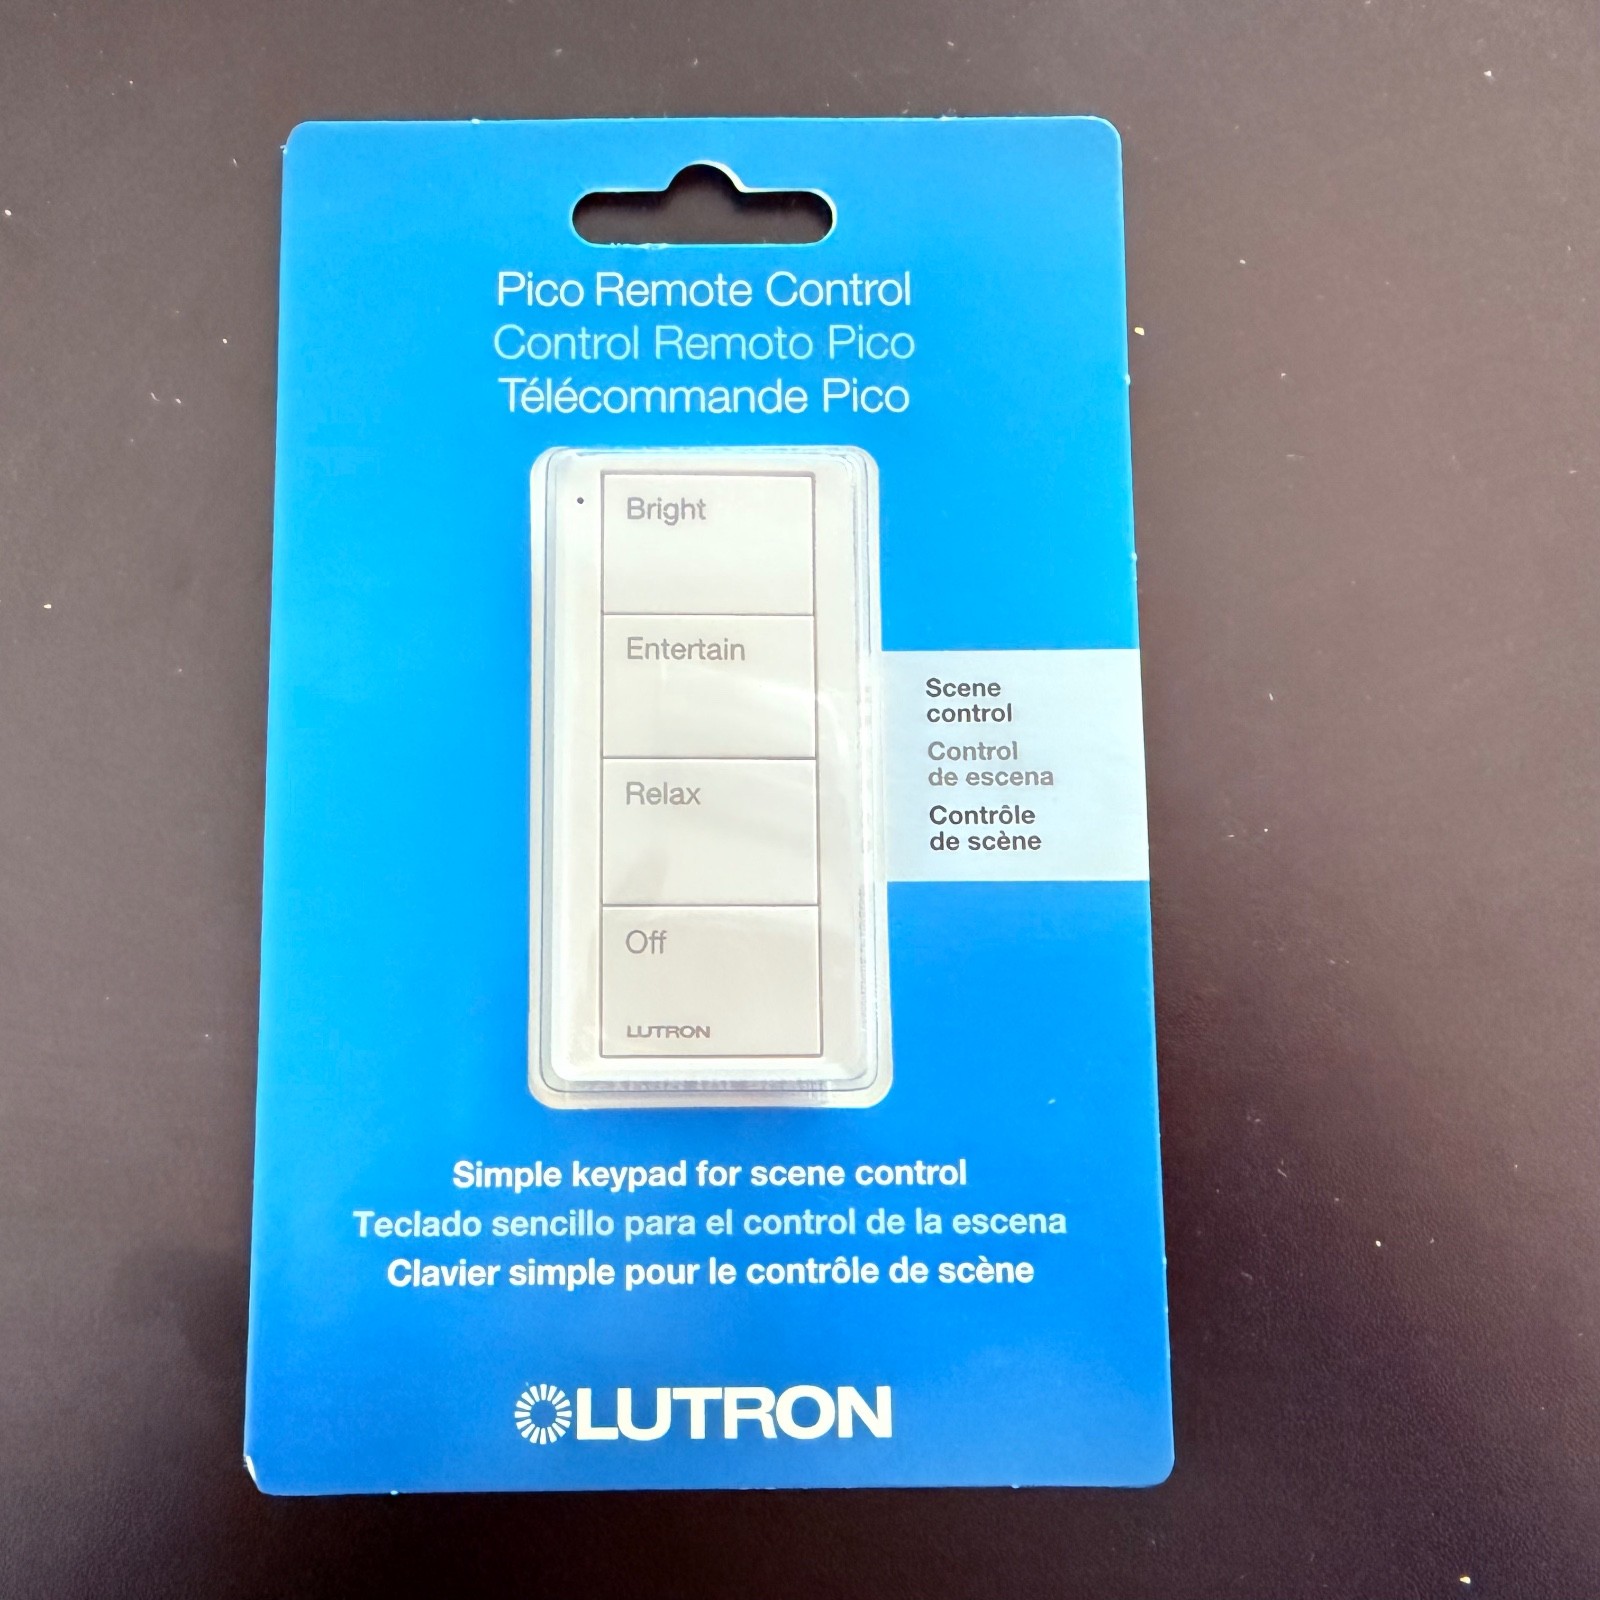 Pico Remote Control
Control Remoto Pico
Télécommande Pico
Bright
Entertain
Relax
Off
LUTRON
Scene
control
Control
de escena
Contrôle
de scène
Simple keypad for scene control
Teclado sencillo para el control de la escena
Clavier simple pour le contrôle de scène
LUTRON